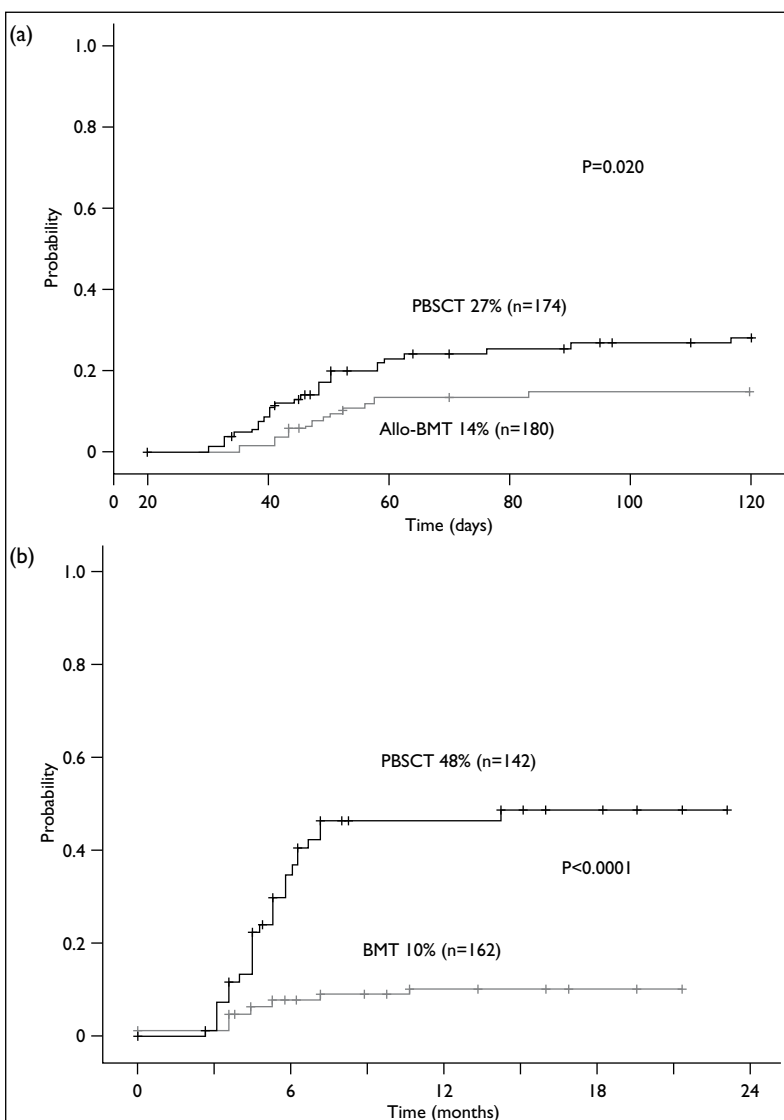 (a)
1.0
0.8
P=0.020
0.6
Probability
0.4
PBSCT 27% (n=174)
0.2
Allo-BMT 14% (n=180)
0
0 20 40 60 80 100 120
Time (days)
(b)
1.0
0.8
0.6
PBSCT 48% (n=142)
Probability
0.4
P<0.0001
0.2
BMT 10% (n=162)
0
0 6 12 18 24
Time (months)